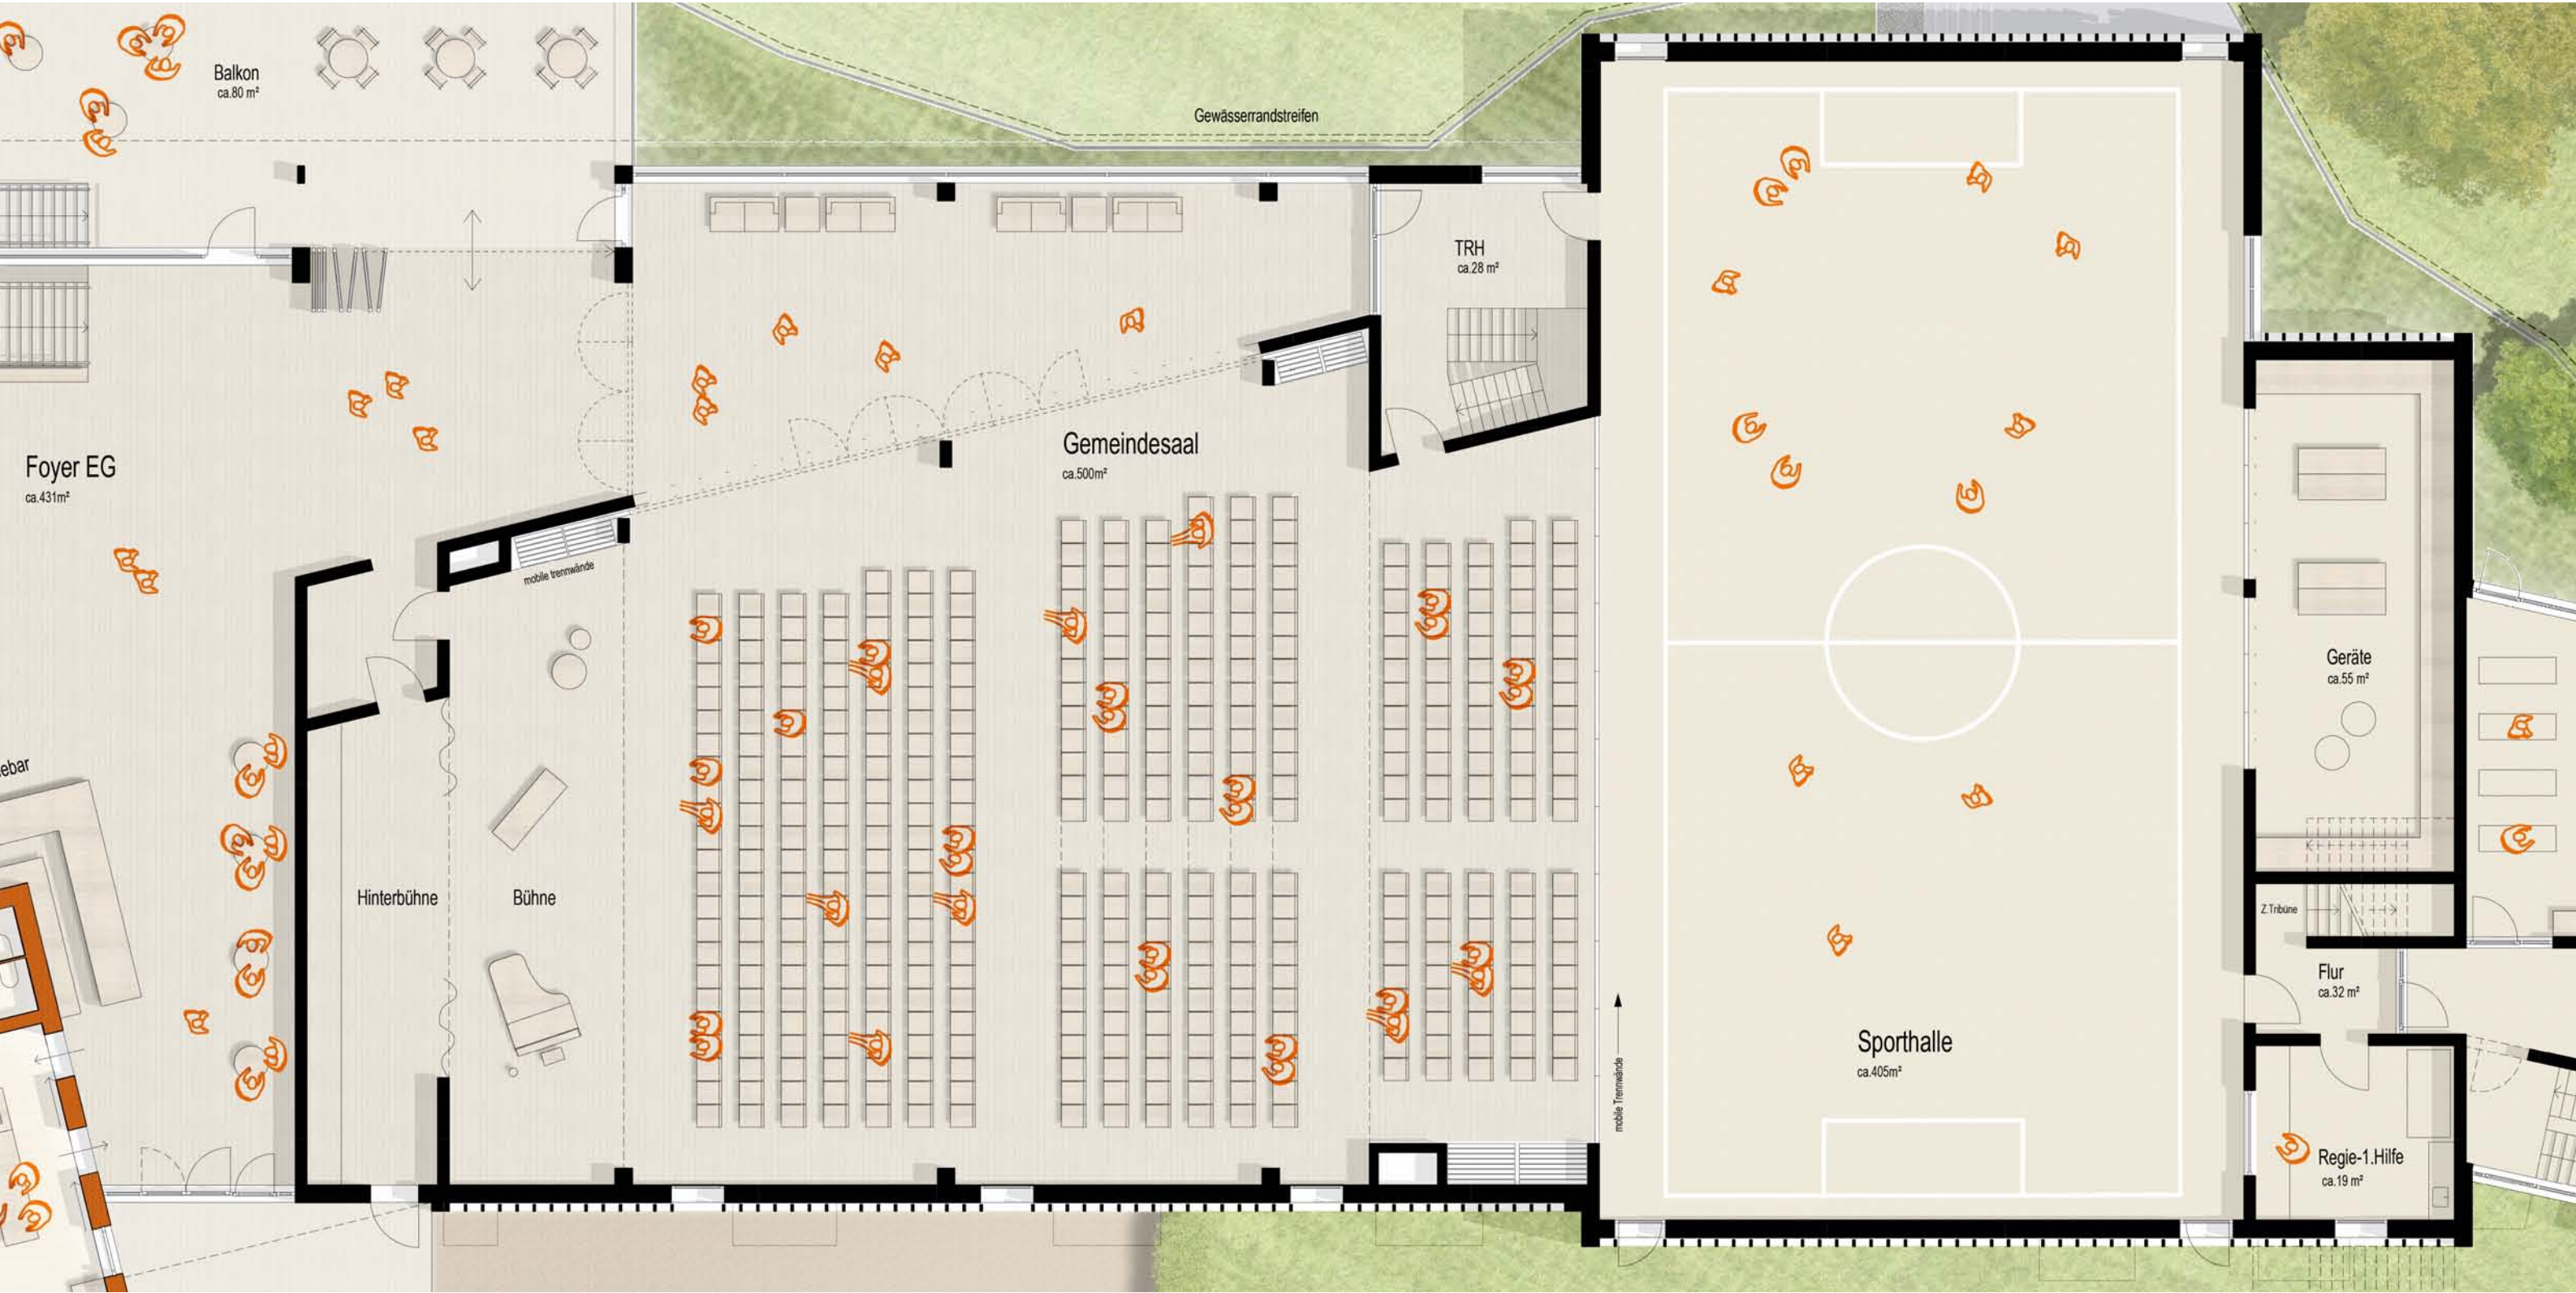 Balkon
ca.80 m²
Gewässerrandstreifen
TRH
ca.28 m²
Foyer EG
ca.431m²
Gemeindesaal
ca.500m²
mobile trennwände
Geräte
ca.55 m²
ebar
Hinterbühne
Bühne
Z.Tribüne
Flur
ca.32 m²
Sporthalle
ca.405m²
mobile Trennwände
Regie-1.Hilfe
ca.19 m²